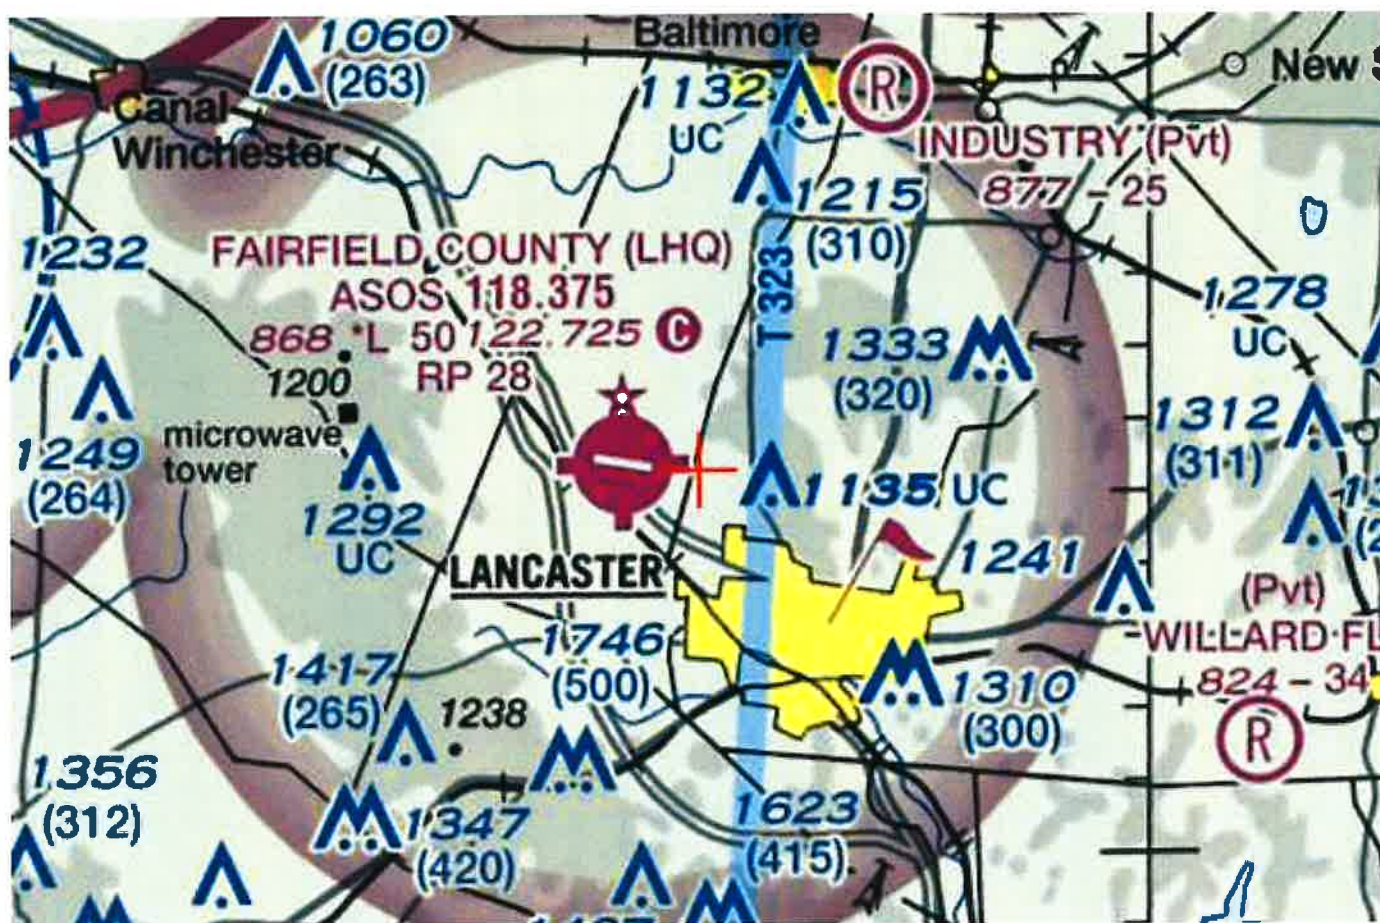 1060
(263)
Baltimore
1132
UC
R
New
Canal
Winchester
INDUSTRY (Pvt)
877 - 25
1215
(310)
1232
FAIRFIELD COUNTY (LHQ)
ASOS 118.375
868 *L 50 122.725 C
RP 28
T 323
1278
UC
1200
microwave
tower
1333
(320)
1249
(264)
1312
(311)
1292
UC
1135 UC
LANCASTER
1241
(Pvt)
1746
(500)
1417
(265)
1238
824 - 34
1310
(300)
R
1356
(312)
1347
(420)
1623
(415)